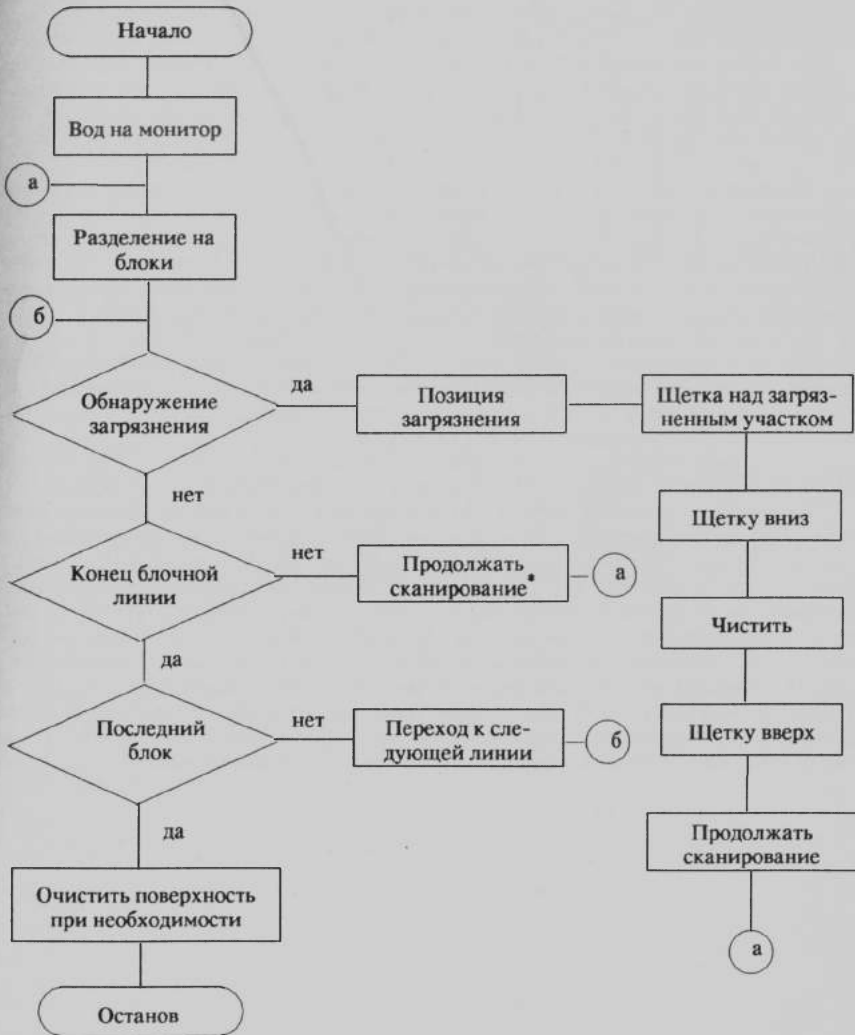 Начало
Вод на монитор
а
Разделение на
блоки
б
Обнаружение
загрязнения
да
Позиция
загрязнения
Щетка над загряз-
ненным участком
нет
Щетку вниз
Конец блочной
линии
нет
Продолжать
сканирование*
а
Чистить
да
Последний
блок
нет
Переход к сле-
дующей линии
б
Щетку вверх
да
Продолжать
сканирование
Очистить поверхность
при необходимости
а
Останов